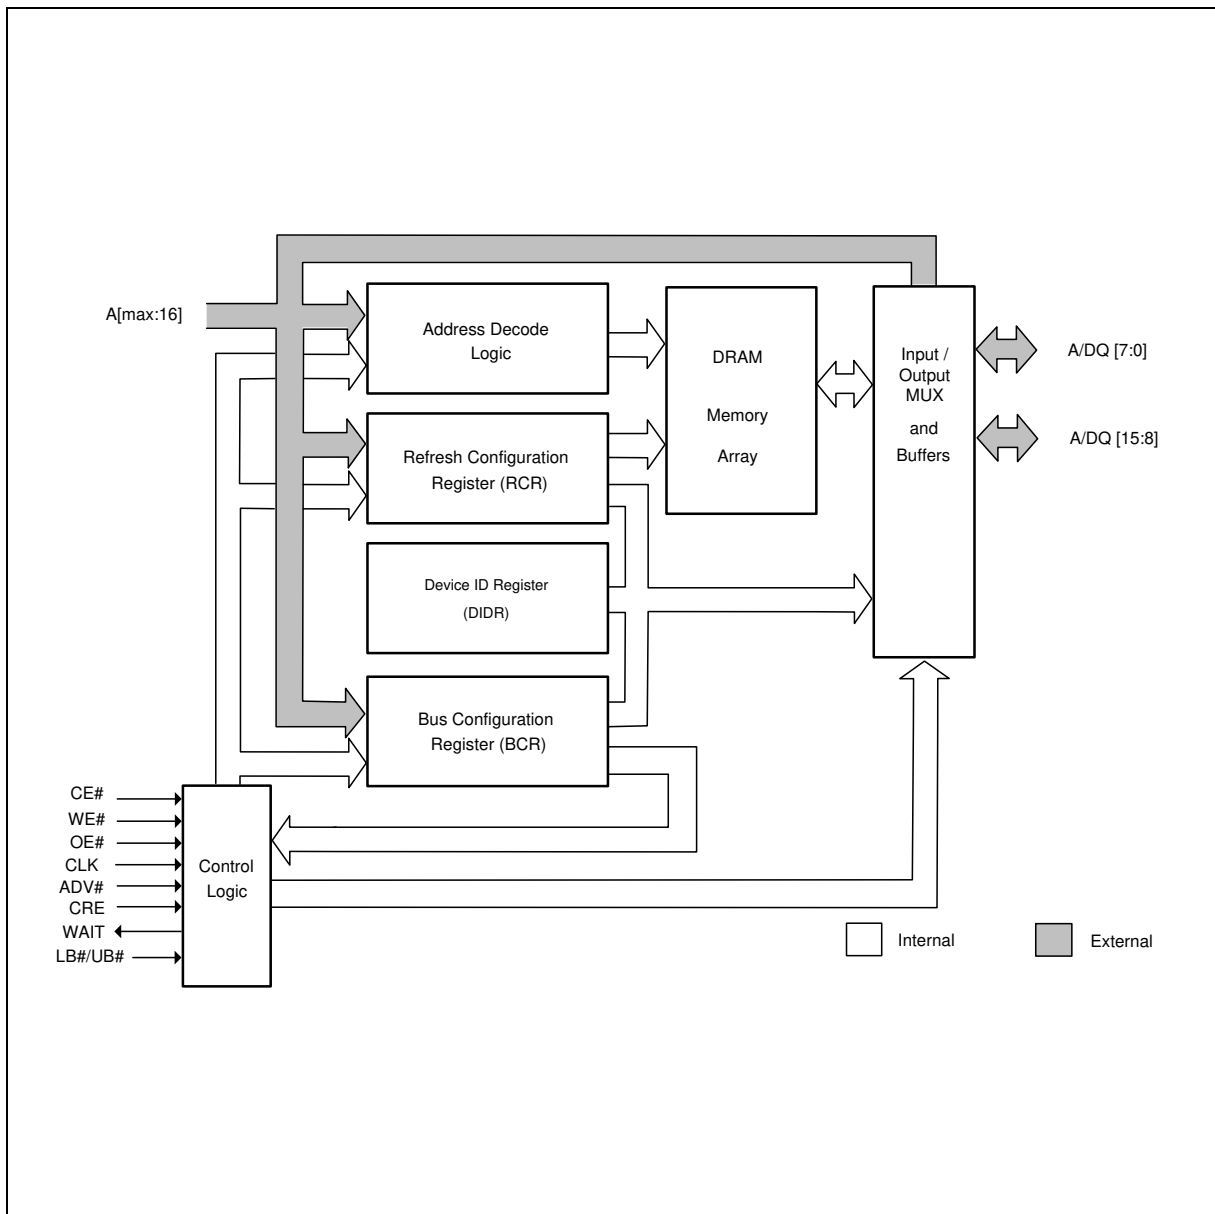 A[max:16]
Address Decode
Logic
DRAM
Memory
Array
Input /
Output
MUX
and
Buffers
A/DQ [7:0]
A/DQ [15:8]
Refresh Configuration
Register (RCR)
Device ID Register
(DIDR)
Bus Configuration
Register (BCR)
CE#
WE#
OE#
CLK
ADV#
CRE
WAIT
LB#/UB#
Control
Logic
Internal
External